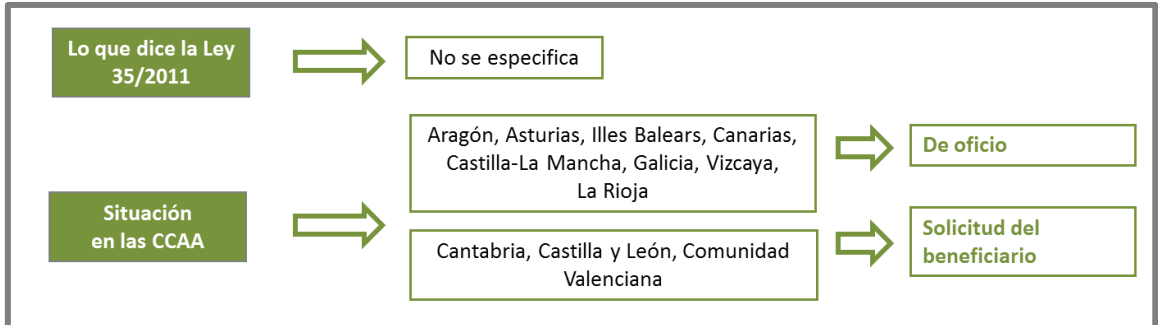 Lo que dice la Ley
35/2011
No se especifica
Situación
en las CCAA
Aragón, Asturias, Illes Balears, Canarias,
Castilla-La Mancha, Galicia, Vizcaya,
La Rioja
De oficio
Cantabria, Castilla y León, Comunidad
Valenciana
Solicitud del
beneficiario